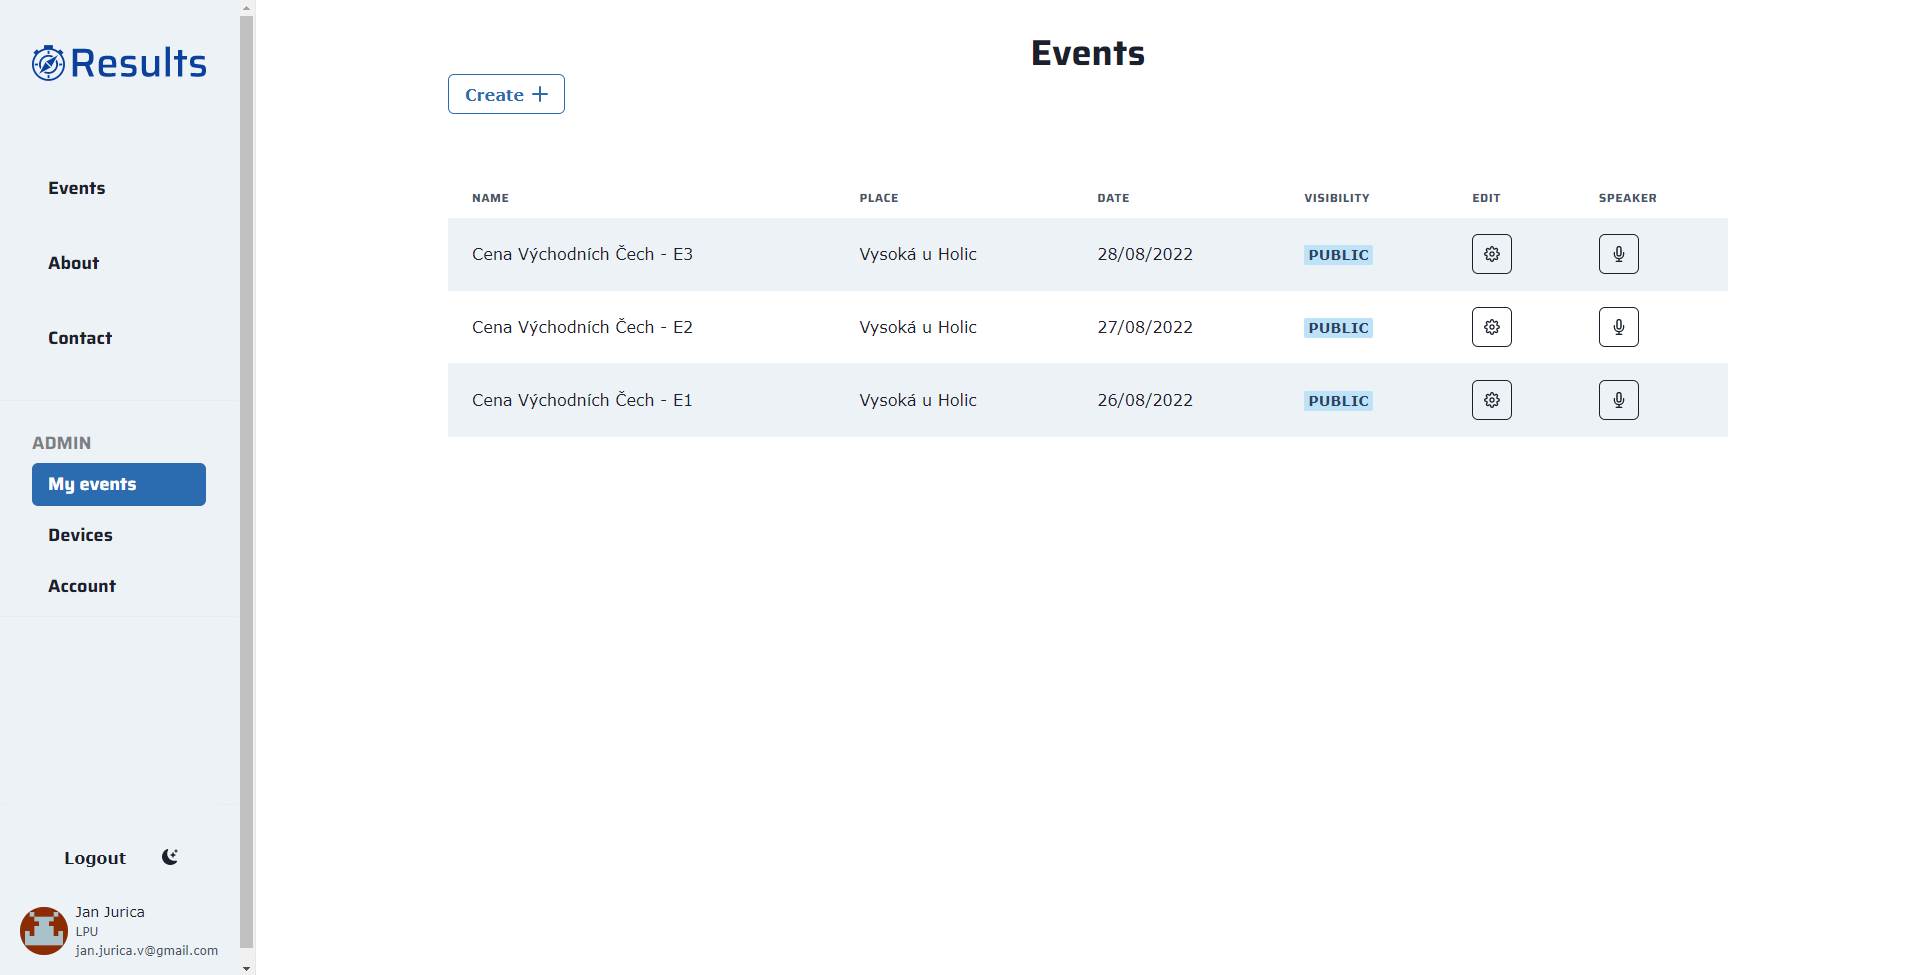 Results
Events
About
Contact
ADMIN
My events
Devices
Account
Logout
Jan Jurica
LPU
jan.jurica.v@gmail.com
Events
Create
NAME PLACE DATE VISIBILITY EDIT SPEAKER
Cena Východních Čech - E3 Vysoká u Holic 28/08/2022 PUBLIC
Cena Východních Čech - E2 Vysoká u Holic 27/08/2022 PUBLIC
Cena Východních Čech - E1 Vysoká u Holic 26/08/2022 PUBLIC